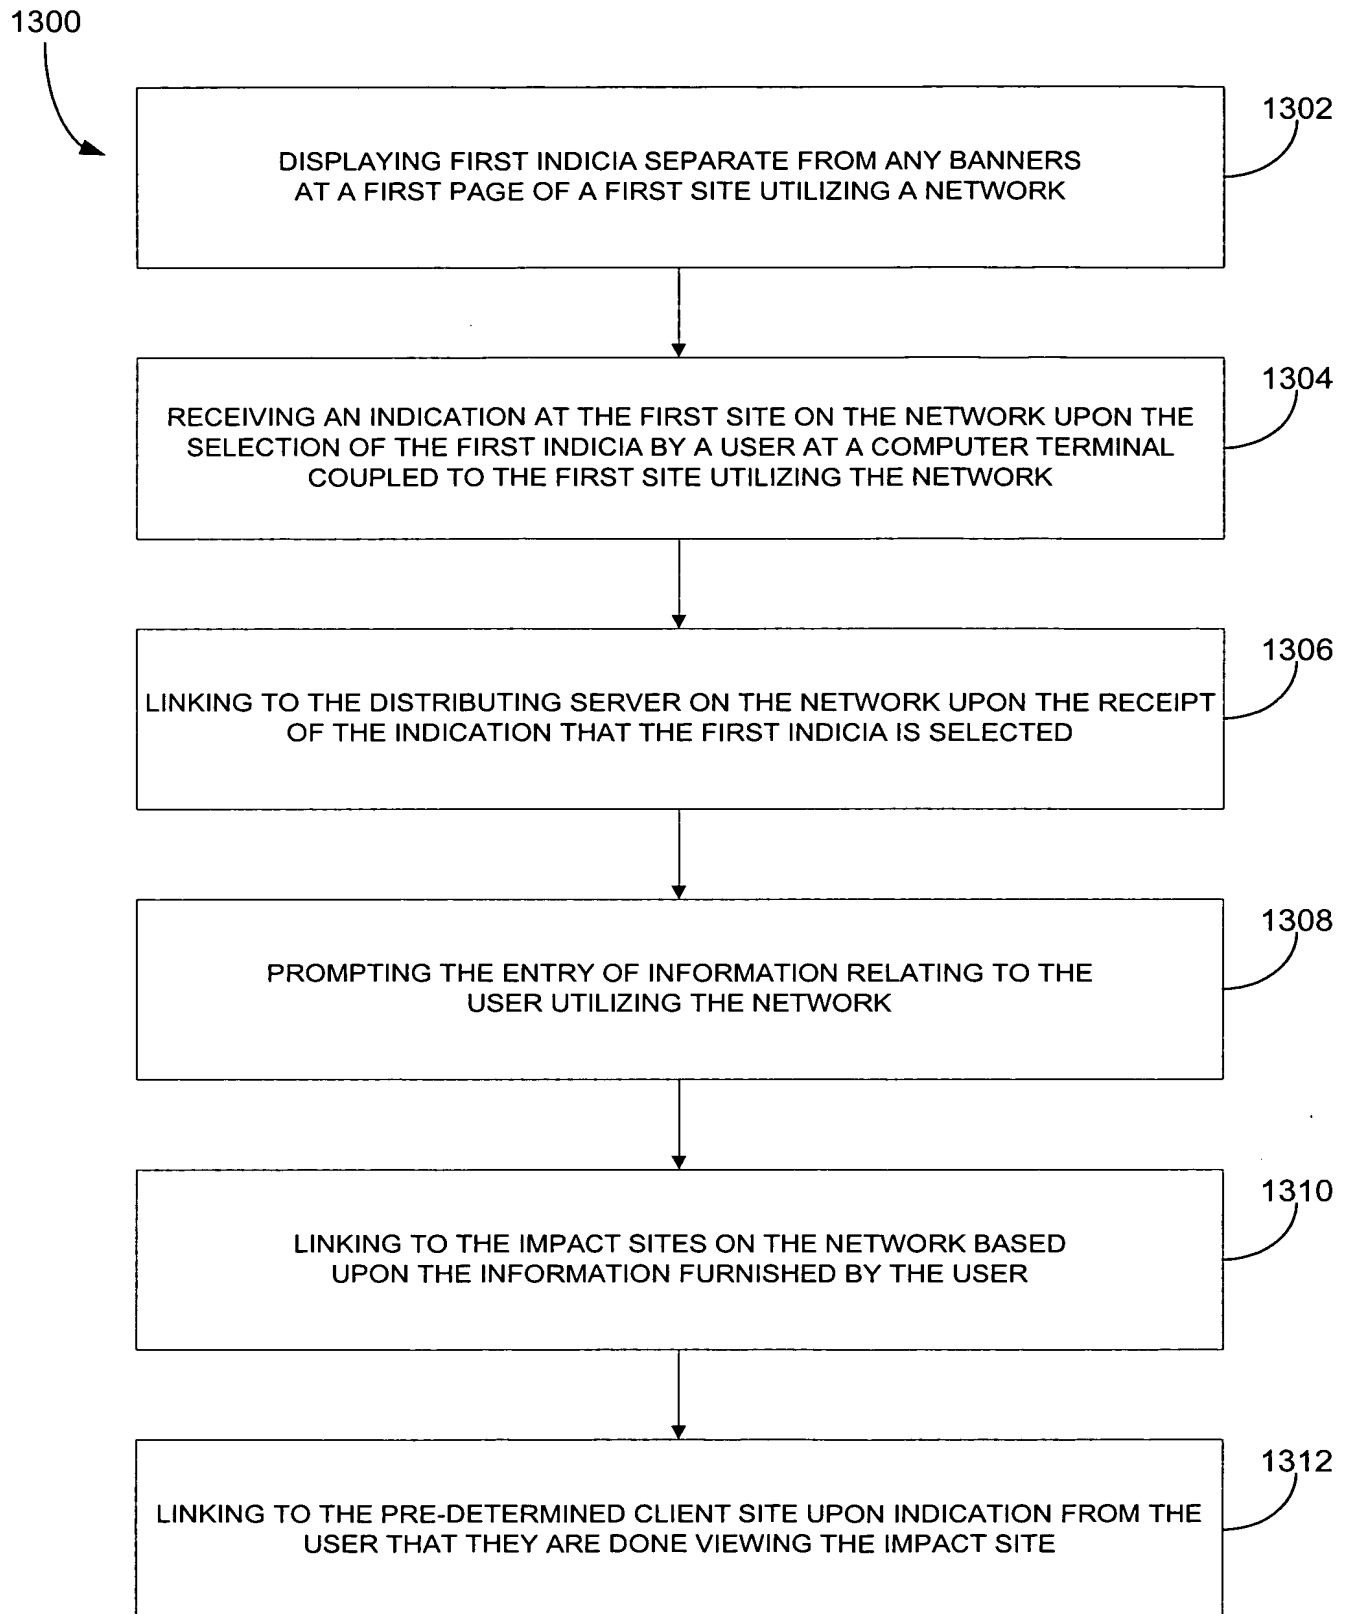 1300
1302
DISPLAYING FIRST INDICIA SEPARATE FROM ANY BANNERS
AT A FIRST PAGE OF A FIRST SITE UTILIZING A NETWORK
1304
RECEIVING AN INDICATION AT THE FIRST SITE ON THE NETWORK UPON THE
SELECTION OF THE FIRST INDICIA BY A USER AT A COMPUTER TERMINAL
COUPLED TO THE FIRST SITE UTILIZING THE NETWORK
1306
LINKING TO THE DISTRIBUTING SERVER ON THE NETWORK UPON THE RECEIPT
OF THE INDICATION THAT THE FIRST INDICIA IS SELECTED
1308
PROMPTING THE ENTRY OF INFORMATION RELATING TO THE
USER UTILIZING THE NETWORK
1310
LINKING TO THE IMPACT SITES ON THE NETWORK BASED
UPON THE INFORMATION FURNISHED BY THE USER
1312
LINKING TO THE PRE-DETERMINED CLIENT SITE UPON INDICATION FROM THE
USER THAT THEY ARE DONE VIEWING THE IMPACT SITE